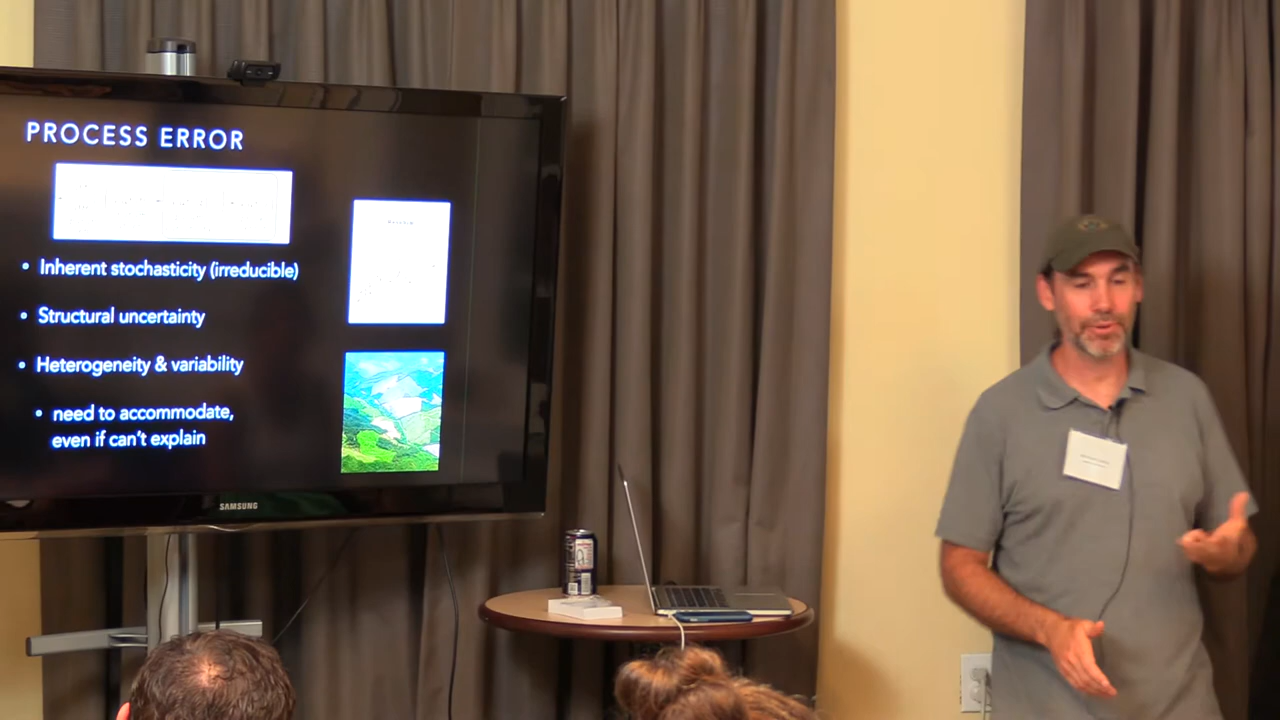 PROCESS ERROR
• Inherent stochasticity (irreducible)
• Structural uncertainty
• Heterogeneity & variability
• need to accommodate,
even if can't explain
SAMSUNG